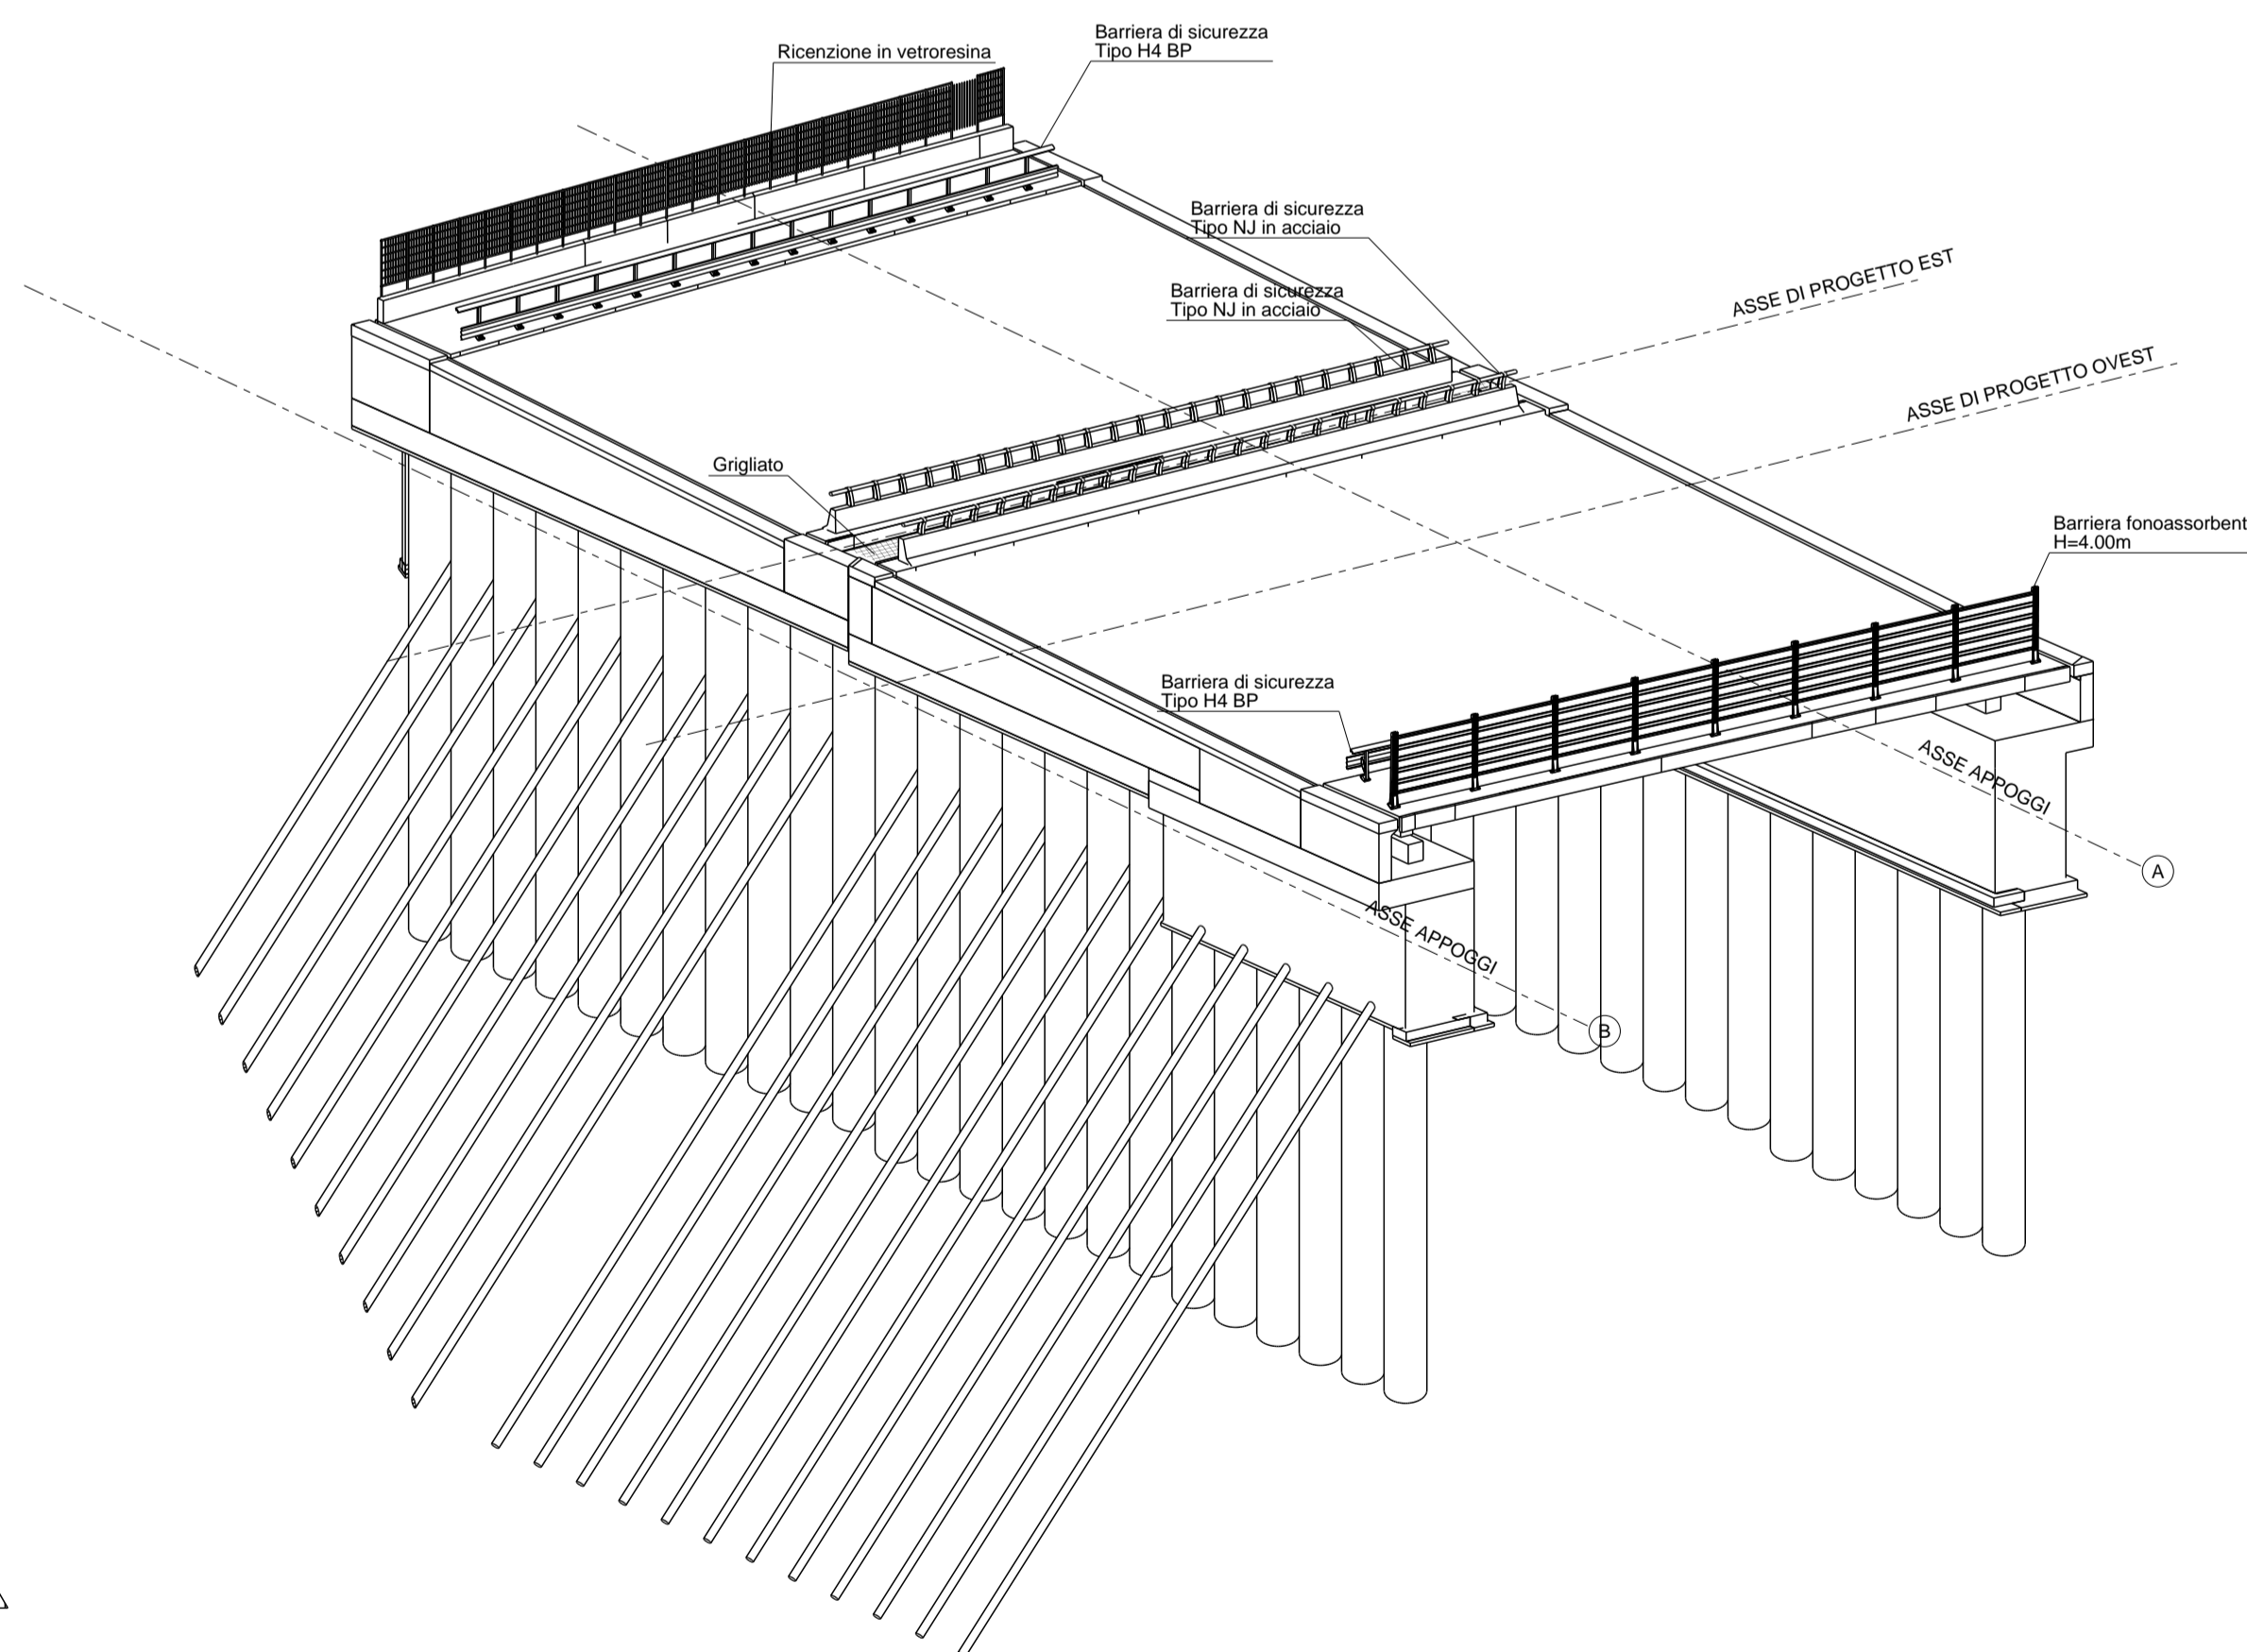 Ricenzione in vetroresina
Barriera di sicurezza
Tipo H4 BP
Barriera di sicurezza
Tipo NJ in acciaio
Barriera di sicurezza
Tipo NJ in acciaio
ASSE DI PROGETTO EST
ASSE DI PROGETTO OVEST
Grigliato
Barriera fonoassorbent
H=4.00m
Barriera di sicurezza
Tipo H4 BP
ASSE APPOGGI
A
ASSE APPOGGI
B